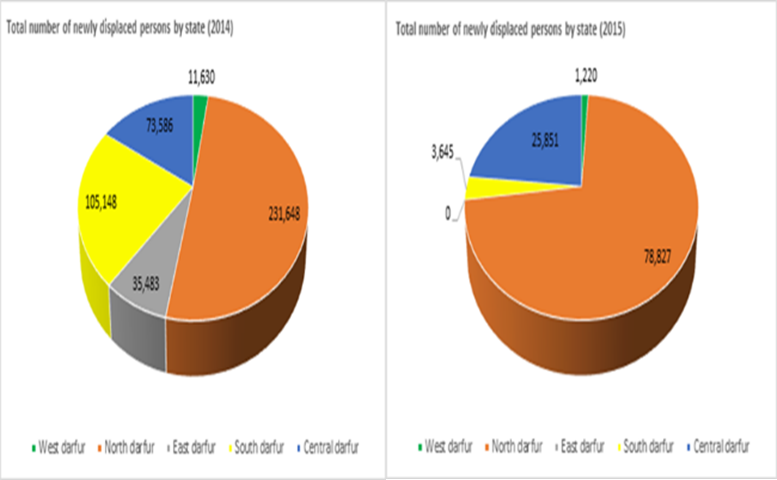 Total number of newly displaced persons by state (2014)
11,630
73,586
105,148
231,648
35,483
West darfur North darfur East darfur South darfur Central darfur
Total number of newly displaced persons by state (2015)
1,220
25,851
3,645
0
78,827
West darfur North darfur East darfur South darfur Central darfur